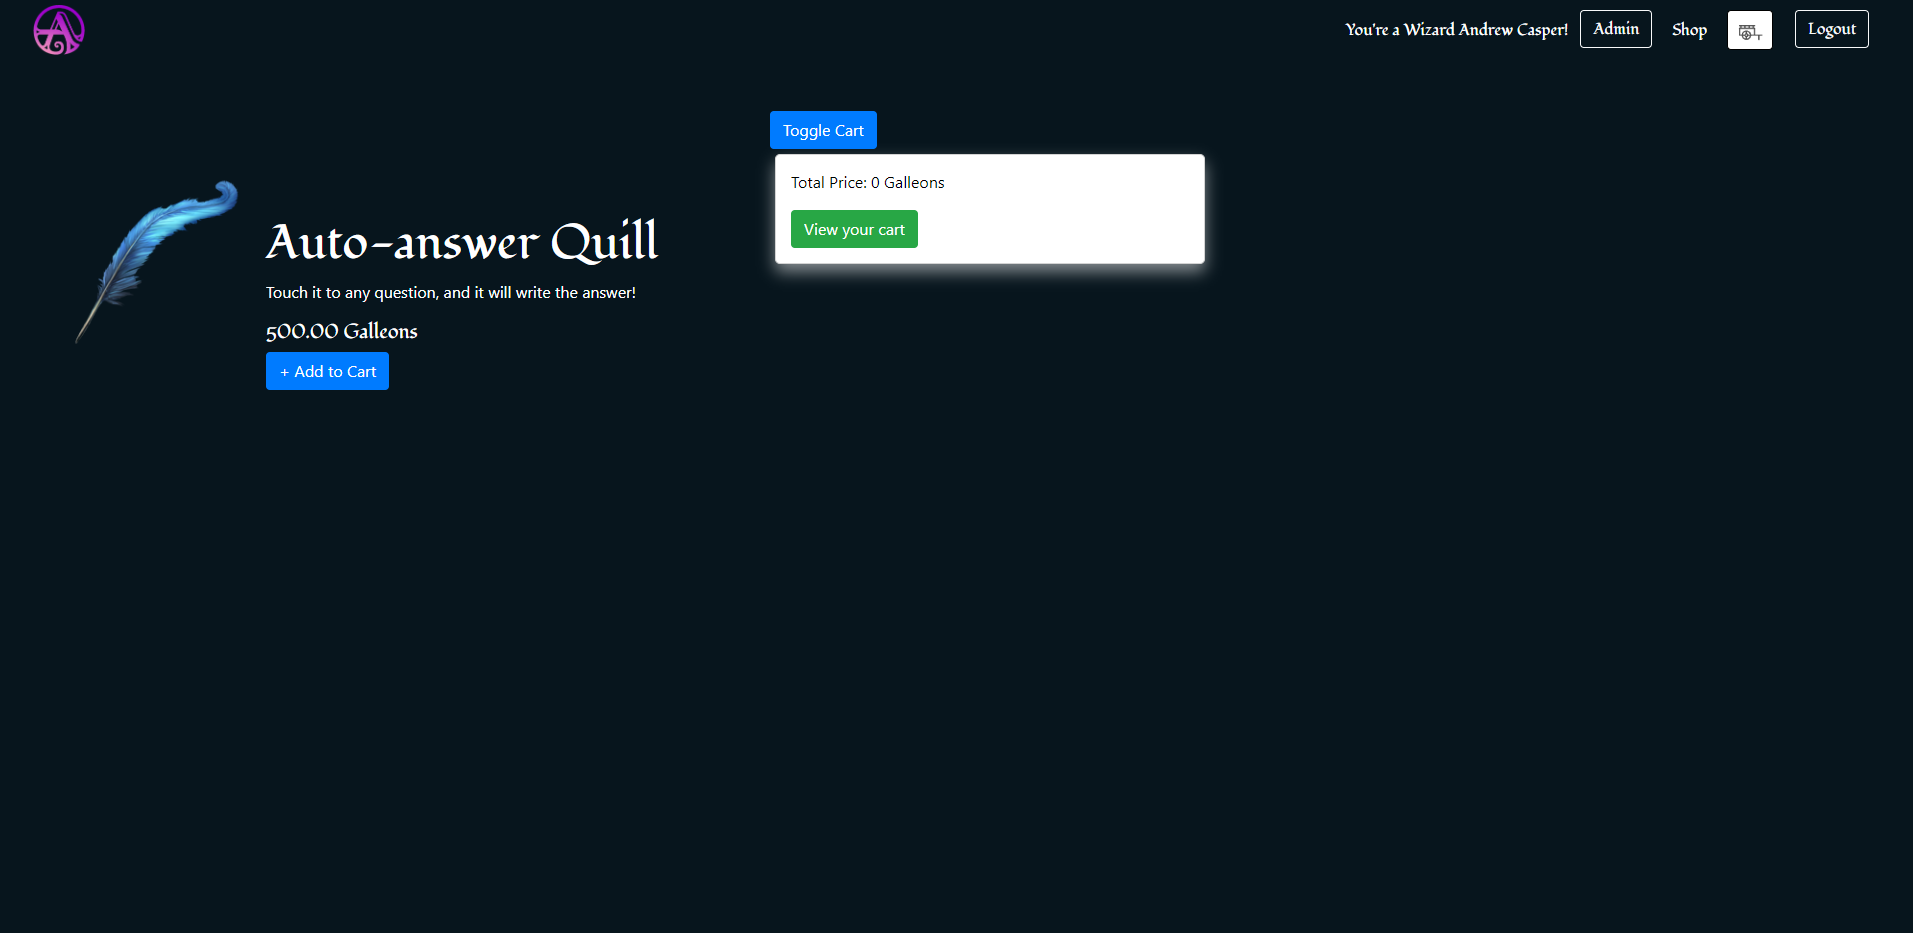 You're a Wizard Andrew Casper!
Admin
Shop
Logout
Toggle Cart
Total Price: 0 Galleons
View your cart
Auto-answer Quill
Touch it to any question, and it will write the answer!
500.00 Galleons
+ Add to Cart